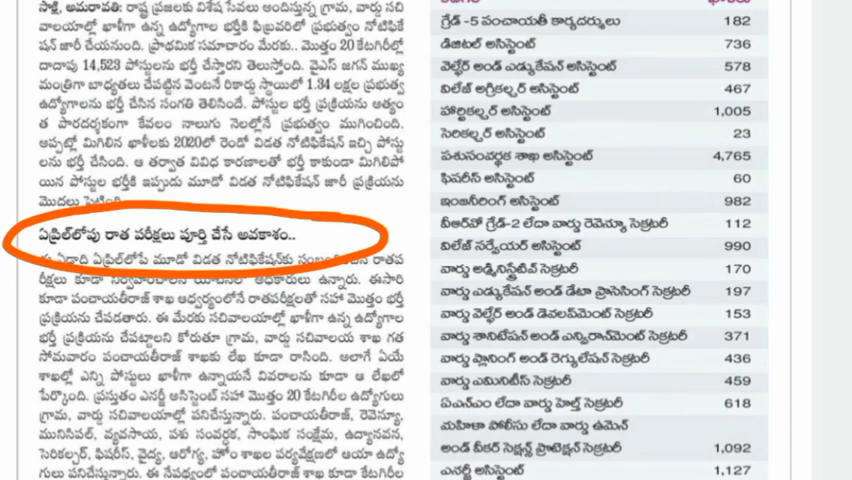 సాక్షి, అమరావతి: రాష్ట్ర ప్రజలకు విశేష సేవలు అందిస్తున్న గ్రామ, వార్డు సచి
వాలయాల్లో ఖాళీగా ఉన్న ఉద్యోగాల భర్తీకి ఫిబ్రవరిలో ప్రభుత్వం నోటిఫికే
షన్ జారీ చేయనుంది. ప్రాథమిక సమాచారం మేరకు.. మొత్తం 20 కేటగిరీల్లో
దాదాపు 14,523 పోస్టులను భర్తీ చేస్తారని తెలుస్తోంది. వైఎస్ జగన్ ముఖ్య
మంత్రిగా బాధ్యతలు చేపట్టిన వెంటనే రికార్డు స్థాయిలో 1.34 లక్షల ప్రభుత్వ
ఉద్యోగాలను భర్తీ చేసిన సంగతి తెలిసిందే. పోస్టుల భర్తీ ప్రక్రియను అత్యం
త పారదర్శకంగా కేవలం నాలుగు నెలల్లోనే ప్రభుత్వం ముగించింది.
అప్పట్లో మిగిలిన ఖాళీలకు 2020లో రెండో విడత నోటిఫికేషన్ ఇచ్చి పోస్టు
లను భర్తీ చేసింది. ఆ తర్వాత వివిధ కారణాలతో భర్తీ కాకుండా మిగిలిపో
యిన పోస్టుల భర్తీకి ఇప్పుడు మూడో విడత నోటిఫికేషన్ జారీ ప్రక్రియను
మొదలు పెట్టింది.
ఏప్రిల్‌లోపు రాత పరీక్షలు పూర్తి చేసే అవకాశం..
ఈ ఏడాది ఏప్రిల్‌లోపే మూడో విడత నోటిఫికేషన్‌కు సంబంధించిన రాతప
రీక్షలు కూడా నిర్వహించాలనే యోచనలో అధికారులు ఉన్నారు. ఈసారి
కూడా పంచాయతీరాజ్ శాఖ ఆధ్వర్యంలోనే రాతపరీక్షలతో సహా మొత్తం భర్తీ
ప్రక్రియను చేపడతారు. ఈ మేరకు సచివాలయాల్లో ఖాళీగా ఉన్న ఉద్యోగాల
భర్తీ ప్రక్రియను చేపట్టాలని కోరుతూ గ్రామ, వార్డు సచివాలయ శాఖ గత
సోమవారం పంచాయతీరాజ్ శాఖకు లేఖ కూడా రాసింది. అలాగే ఏయే
శాఖల్లో ఎన్ని పోస్టులు ఖాళీగా ఉన్నాయనే వివరాలను కూడా ఆ లేఖలో
పేర్కొంది. ప్రస్తుతం ఎనర్జీ అసిస్టెంట్ సహా మొత్తం 20 కేటగిరీల ఉద్యోగులు
గ్రామ, వార్డు సచివాలయాల్లో పనిచేస్తున్నారు. పంచాయతీరాజ్, రెవెన్యూ,
మునిసిపల్, వ్యవసాయ, పశు సంవర్ధక, సాంఘిక సంక్షేమ, ఉద్యానవన,
సెరికల్చర్, ఫిషరీస్, వైద్య, ఆరోగ్య, హోం శాఖల పర్యవేక్షణలో ఆయా ఉద్యో
గులు పనిచేస్తున్నారు. ఈ నేపథ్యంలో పంచాయతీరాజ్ శాఖ కూడా కేటగిరీల
గ్రేడ్ -5 పంచాయతీ కార్యదర్శులు 182
డిజిటల్ అసిస్టెంట్ 736
వెల్ఫేర్ అండ్ ఎడ్యుకేషన్ అసిస్టెంట్ 578
విలేజ్ అగ్రికల్చర్ అసిస్టెంట్ 467
హార్టికల్చర్ అసిస్టెంట్ 1,005
సెరికల్చర్ అసిస్టెంట్ 23
పశుసంవర్ధక శాఖ అసిస్టెంట్ 4,765
ఫిషరీస్ అసిస్టెంట్ 60
ఇంజనీరింగ్ అసిస్టెంట్ 982
వీఆర్‌వో గ్రేడ్-2 లేదా వార్డు రెవెన్యూ సెక్రటరీ 112
విలేజ్ సర్వేయర్ అసిస్టెంట్ 990
వార్డు అడ్మినిస్ట్రేటివ్ సెక్రటరీ 170
వార్డు ఎడ్యుకేషన్ అండ్ డేటా ప్రాసెసింగ్ సెక్రటరీ 197
వార్డు వెల్ఫేర్ అండ్ డెవలప్‌మెంట్ సెక్రటరీ 153
వార్డు శానిటేషన్ అండ్ ఎన్విరాన్‌మెంట్ సెక్రటరీ 371
వార్డు ప్లానింగ్ అండ్ రెగ్యులేషన్ సెక్రటరీ 436
వార్డు ఎమినిటీస్ సెక్రటరీ 459
ఏఎన్ఎం లేదా వార్డు హెల్త్ సెక్రటరీ 618
మహిళా పోలీసు లేదా వార్డు ఉమెన్
అండ్ వీకర్ సెక్షన్స్ ప్రొటెక్షన్ సెక్రటరీ 1,092
ఎనర్జీ అసిస్టెంట్ 1,127